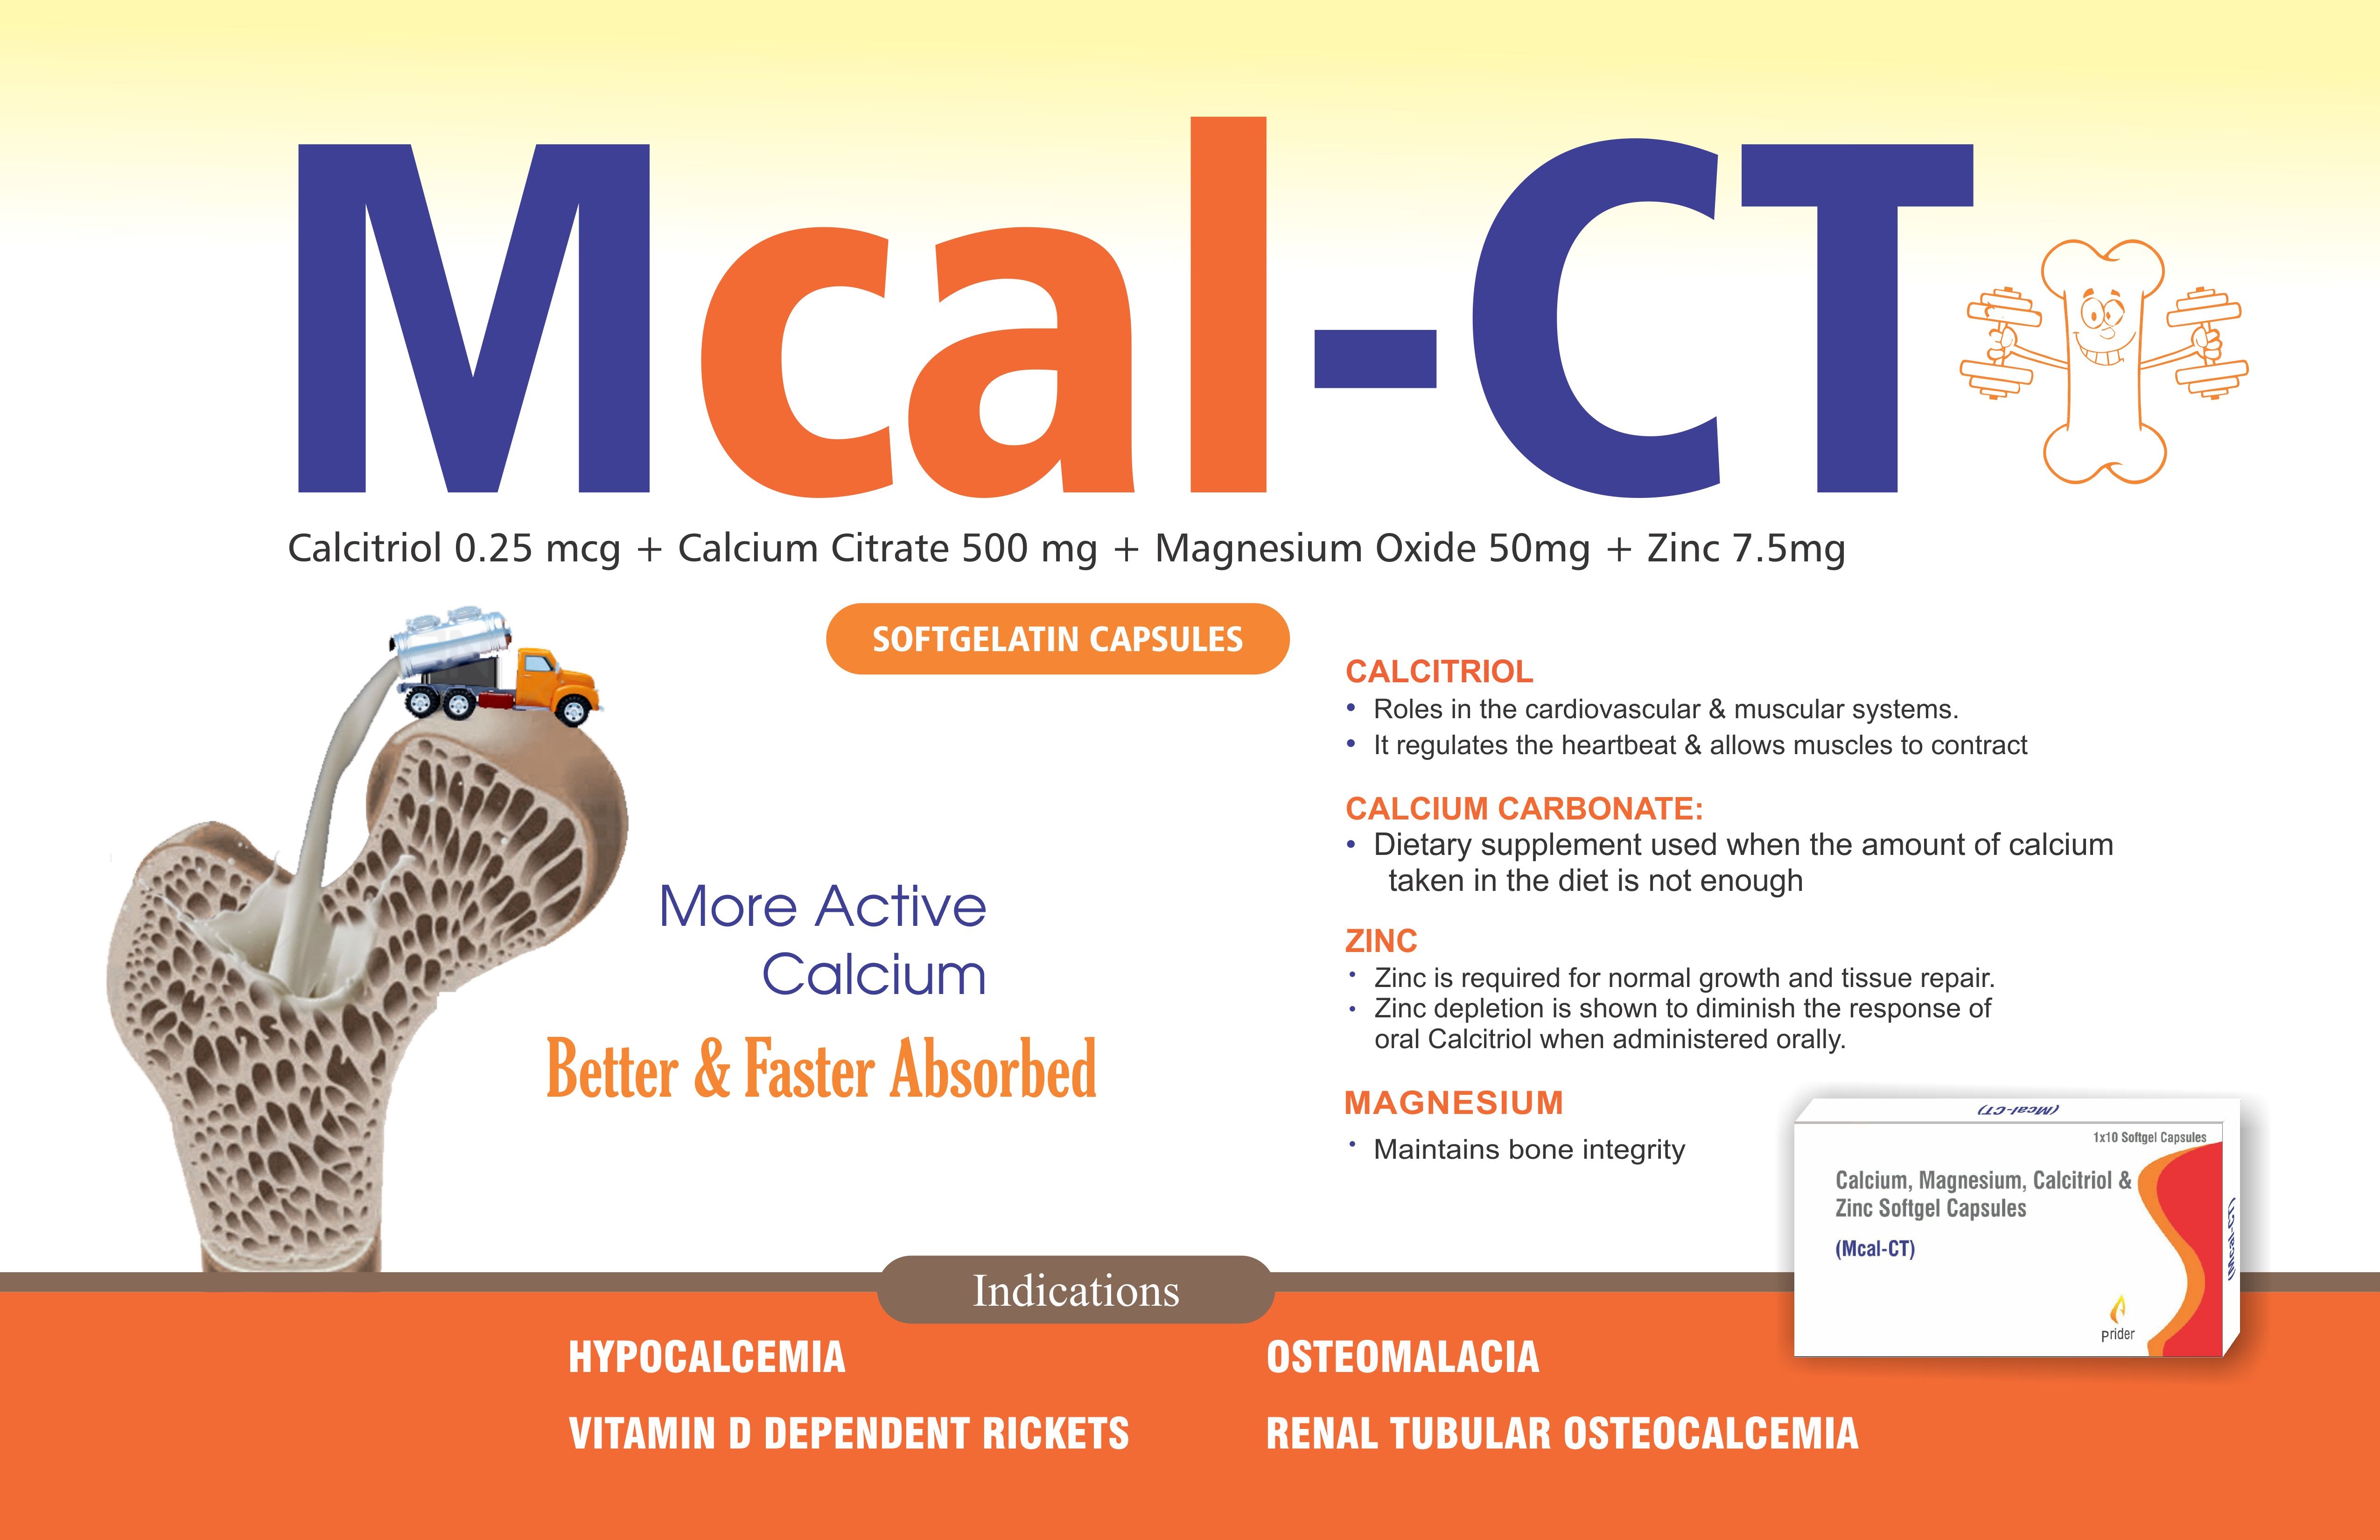 Mcal-CT
Calcitriol 0.25 mcg + Calcium Citrate 500 mg + Magnesium Oxide 50mg + Zinc 7.5mg
SOFTGELATIN CAPSULES
More Active
Calcium
Better & Faster Absorbed
CALCITRIOL
• Roles in the cardiovascular & muscular systems.
• It regulates the heartbeat & allows muscles to contract
CALCIUM CARBONATE:
• Dietary supplement used when the amount of calcium
taken in the diet is not enough
ZINC
• Zinc is required for normal growth and tissue repair.
• Zinc depletion is shown to diminish the response of
oral Calcitriol when administered orally.
MAGNESIUM
• Maintains bone integrity
(Mcal-CT)
1x10 Softgel Capsules
Calcium, Magnesium, Calcitriol &
Zinc Softgel Capsules
(Mcal-CT)
(Mcal-CT)
prider
Indications
HYPOCALCEMIA
OSTEOMALACIA
VITAMIN D DEPENDENT RICKETS
RENAL TUBULAR OSTEOCALCEMIA